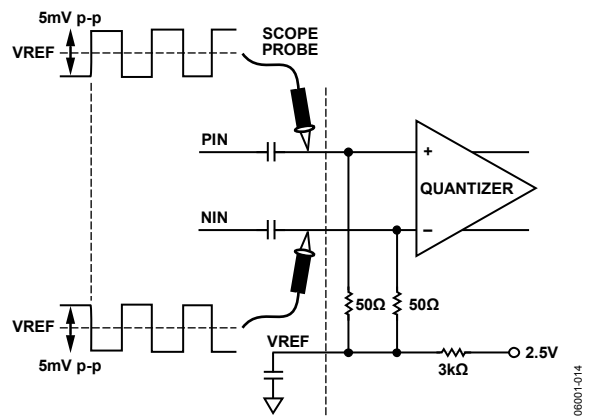 5mV p-p
VREF
SCOPE
PROBE
PIN
+
QUANTIZER
NIN
–
50Ω
50Ω
VREF
5mV p-p
VREF
2.5V
3kΩ
06001-014